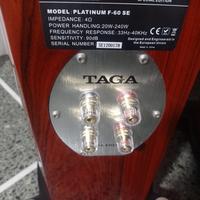 MODEL PLATINUM F-60 SE
IMPEDANCE: 4Ω
POWER HANDLING: 20W-240W
FREQUENCY RESPONSE: 33Hz-40KHz
SENSITIVITY: 90dB
SERIAL NUMBER
Designed and Engineered in
the European Union
TAGA